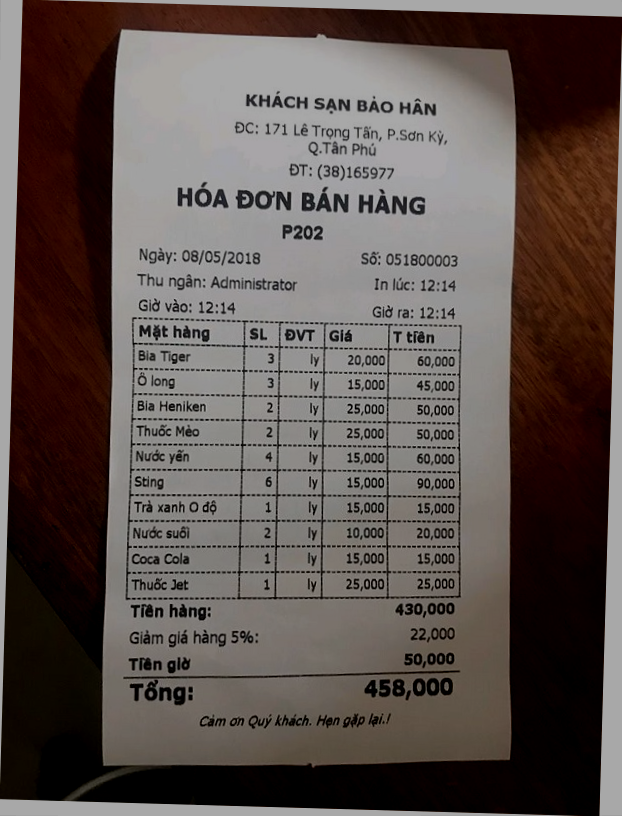 KHÁCH SẠN BẢO HÂN
ĐC: 171 Lê Trọng Tấn, P.Sơn Kỳ,
Q.Tân Phú
ĐT: (38)165977
HÓA ĐƠN BÁN HÀNG
P202
Ngày: 08/05/2018 Số: 051800003
Thu ngân: Administrator In lúc: 12:14
Giờ vào: 12:14 Giờ ra: 12:14
Mặt hàng SL ĐVT Giá T tiền
Bia Tiger 3 ly 20,000 60,000
Ô long 3 ly 15,000 45,000
Bia Heniken 2 ly 25,000 50,000
Thuốc Mèo 2 ly 25,000 50,000
Nước yến 4 ly 15,000 60,000
Sting 6 ly 15,000 90,000
Trà xanh O độ 1 ly 15,000 15,000
Nước suối 2 ly 10,000 20,000
Coca Cola 1 ly 15,000 15,000
Thuốc Jet 1 ly 25,000 25,000
Tiền hàng: 430,000
Giảm giá hàng 5%: 22,000
Tiền giờ 50,000
Tổng: 458,000
Cảm ơn Quý khách. Hẹn gặp lại.!